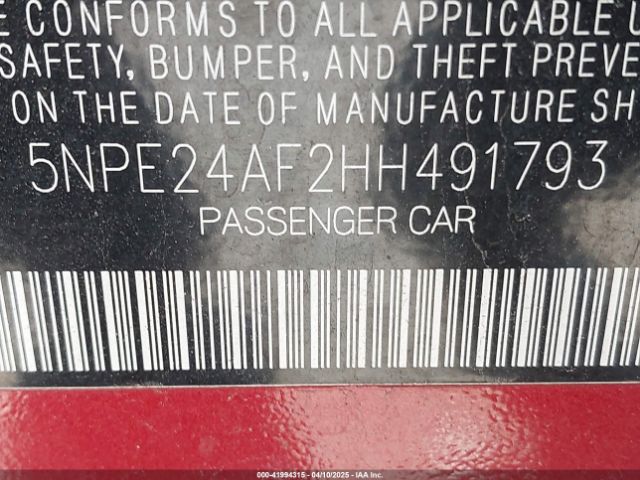 E CONFORMS TO ALL APPLICABLE
SAFETY, BUMPER, AND THEFT PREVE
ON THE DATE OF MANUFACTURE SH
5NPE24AF2HH491793
PASSENGER CAR
000-41994315 - 04/10/2025 - IAA Inc.